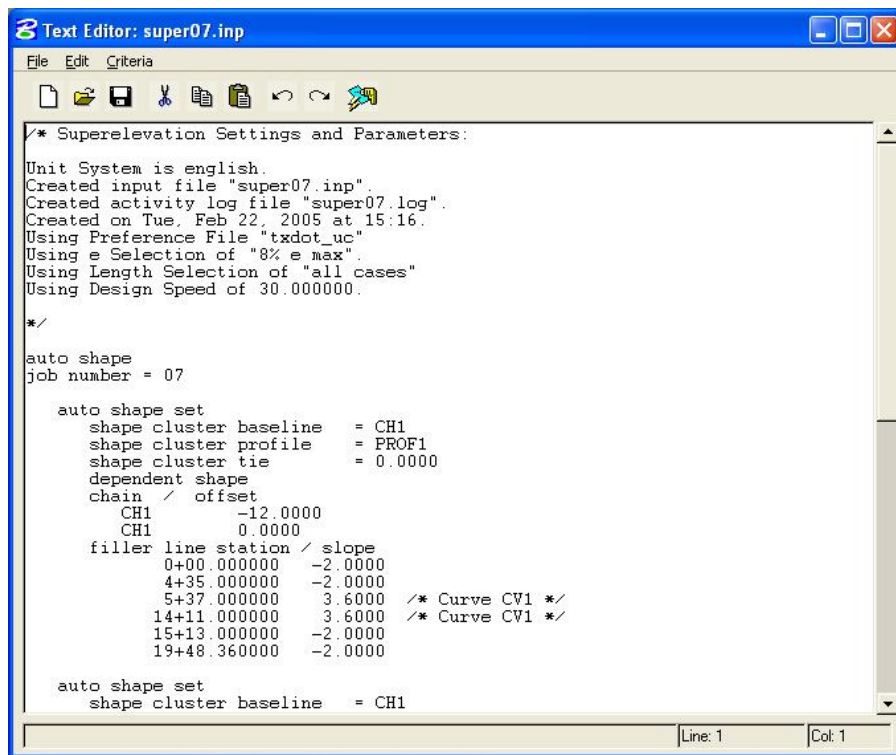 Text Editor: super07.inp
File Edit Criteria
/* Superelevation Settings and Parameters:
Unit System is english.
Created input file "super07.inp".
Created activity log file "super07.log".
Created on Tue, Feb 22, 2005 at 15:16.
Using Preference File "txdot_uc"
Using e Selection of "8% e max".
Using Length Selection of "all cases"
Using Design Speed of 30.000000.
*/
auto shape
job number = 07
auto shape set
shape cluster baseline = CH1
shape cluster profile = PROF1
shape cluster tie = 0.0000
dependent shape
chain / offset
CH1 -12.0000
CH1 0.0000
filler line station / slope
0+00.000000 -2.0000
4+35.000000 -2.0000
5+37.000000 3.6000 /* Curve CV1 */
14+11.000000 3.6000 /* Curve CV1 */
15+13.000000 -2.0000
19+48.360000 -2.0000
auto shape set
shape cluster baseline = CH1
Line: 1 Col: 1